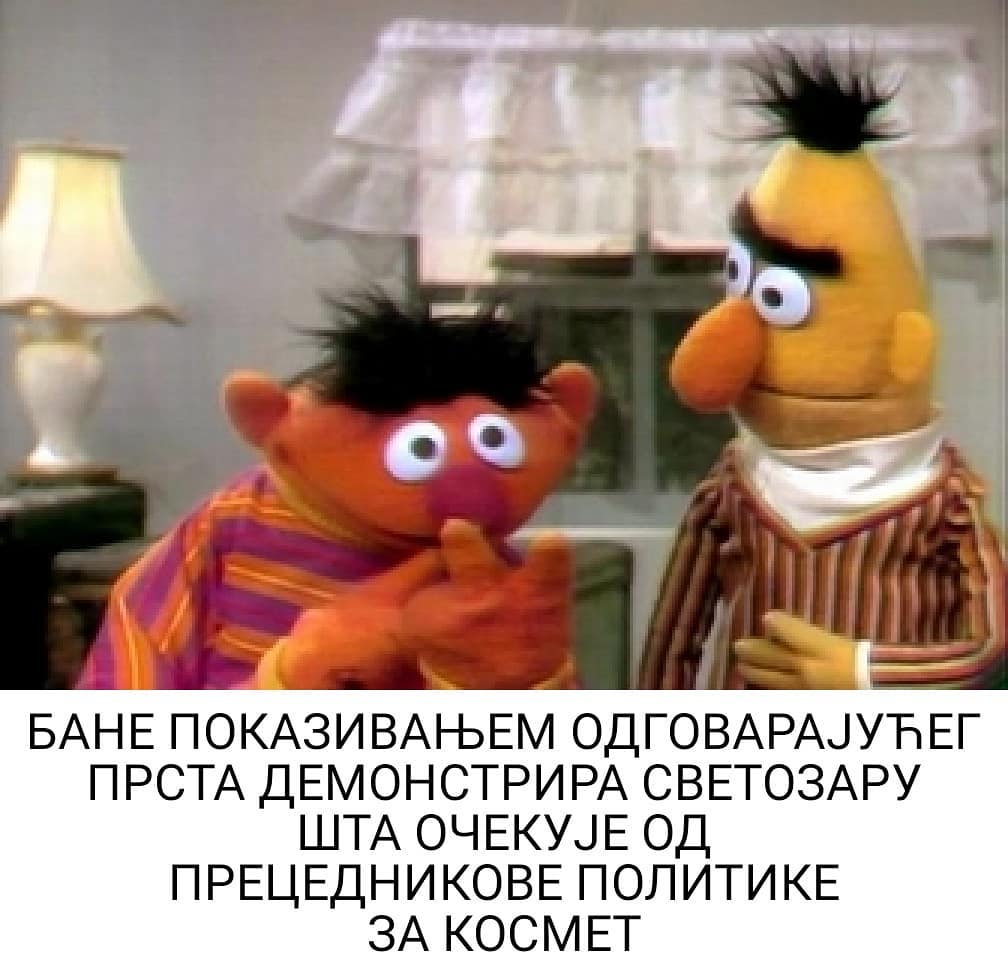 БАНЕ ПОКАЗИВАЊЕМ ОДГОВАРАЈУЋЕГ
ПРСТА ДЕМОНСТРИРА СВЕТОЗАРУ
ШТА ОЧЕКУЈЕ ОД
ПРЕЦЕДНИКОВЕ ПОЛИТИКЕ
ЗА КОСМЕТ